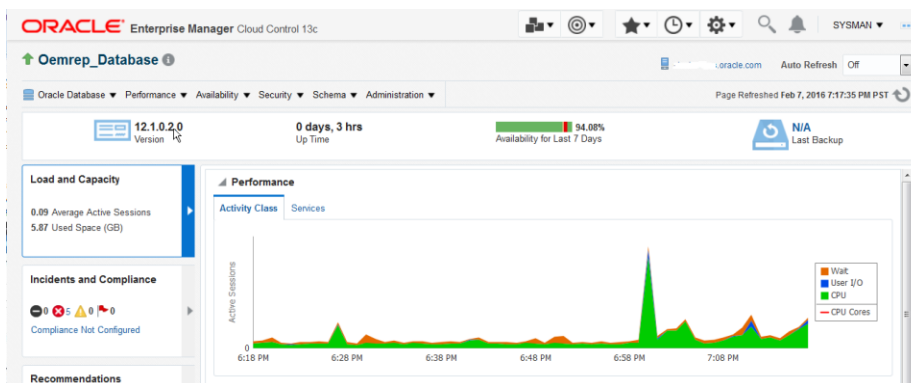 ORACLE Enterprise Manager Cloud Control 13c
SYSMAN
Oemrep_Database
.oracle.com Auto Refresh Off
Oracle Database Performance Availability Security Schema Administration
Page Refreshed Feb 7, 2016 7:17:35 PM PST
12.1.0.2.0
Version
0 days, 3 hrs
Up Time
94.08%
Availability for Last 7 Days
N/A
Last Backup
Load and Capacity
0.09 Average Active Sessions
5.87 Used Space (GB)
Incidents and Compliance
0 5 0 0
Compliance Not Configured
Recommendations
Performance
Activity Class Services
Active Sessions
0
6:18 PM 6:28 PM 6:38 PM 6:48 PM 6:58 PM 7:08 PM
Wait
User I/O
CPU
CPU Cores